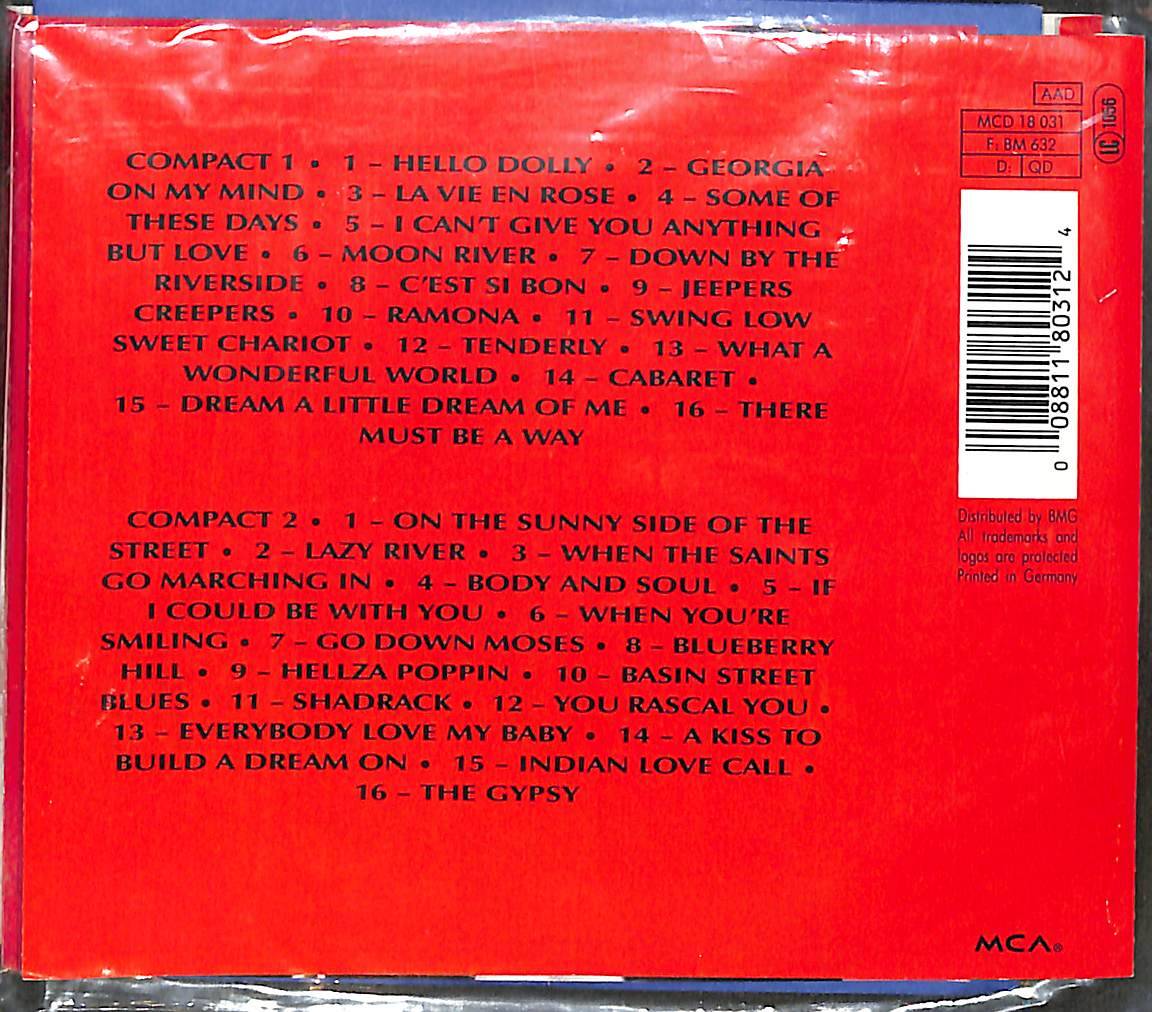 COMPACT 1 • 1 – HELLO DOLLY • 2 – GEORGIA
ON MY MIND • 3 – LA VIE EN ROSE • 4 – SOME OF
THESE DAYS • 5 – I CAN'T GIVE YOU ANYTHING
BUT LOVE • 6 – MOON RIVER • 7 – DOWN BY THE
RIVERSIDE • 8 – C'EST SI BON • 9 – JEEPERS
CREEPERS • 10 – RAMONA • 11 – SWING LOW
SWEET CHARIOT • 12 – TENDERLY • 13 – WHAT A
WONDERFUL WORLD • 14 – CABARET •
15 – DREAM A LITTLE DREAM OF ME • 16 – THERE
MUST BE A WAY
COMPACT 2 • 1 – ON THE SUNNY SIDE OF THE
STREET • 2 – LAZY RIVER • 3 – WHEN THE SAINTS
GO MARCHING IN • 4 – BODY AND SOUL • 5 – IF
I COULD BE WITH YOU • 6 – WHEN YOU'RE
SMILING • 7 – GO DOWN MOSES • 8 – BLUEBERRY
HILL • 9 – HELLZA POPPIN • 10 – BASIN STREET
BLUES • 11 – SHADRACK • 12 – YOU RASCAL YOU •
13 – EVERYBODY LOVE MY BABY • 14 – A KISS TO
BUILD A DREAM ON • 15 – INDIAN LOVE CALL •
16 – THE GYPSY
AAD
MCD 18 031
F: BM 632
D: QD
LC 1056
0 08811 80312 4
Distributed by BMG
All trademarks and
logos are protected
Printed in Germany
MCA®